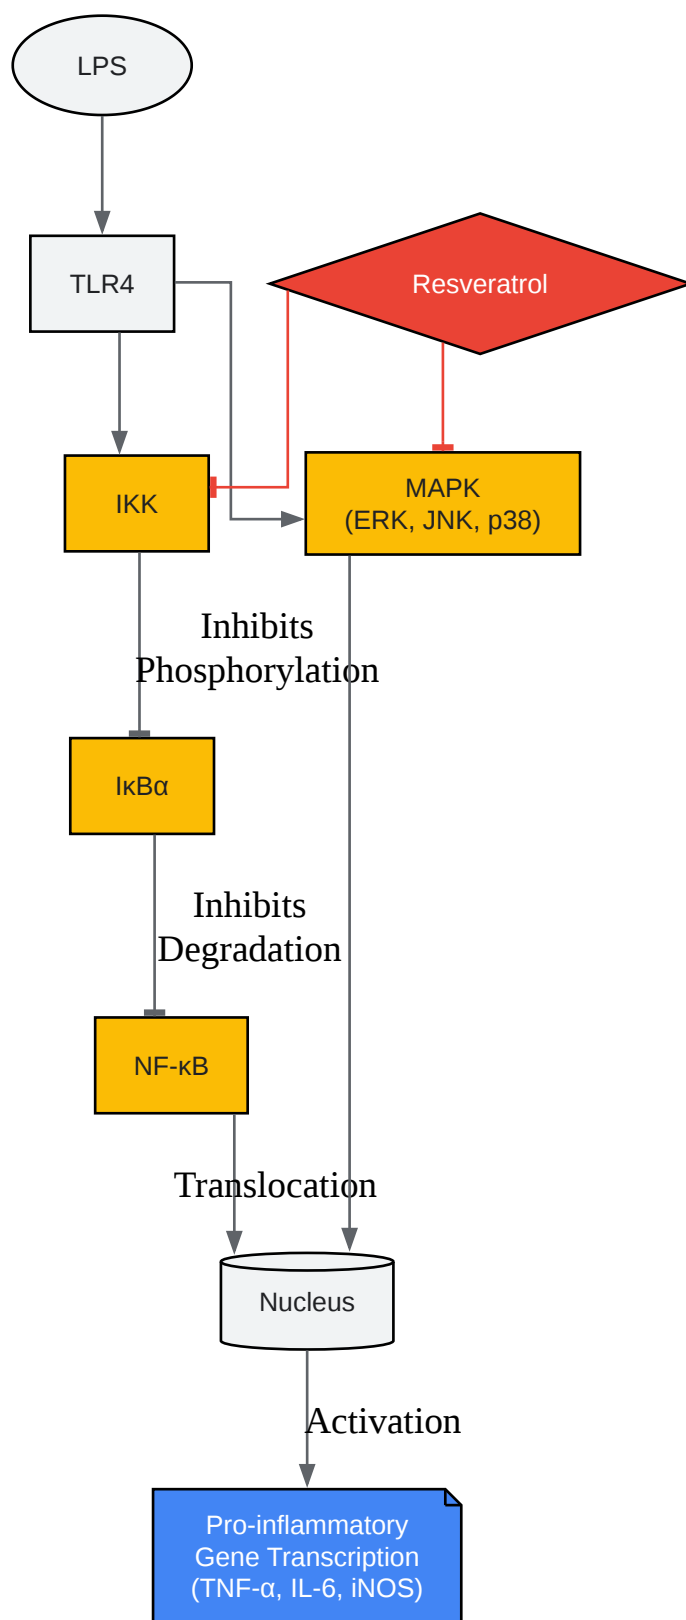 LPS
TLR4
Resveratrol
IKK
MAPK
(ERK, JNK, p38)
Inhibits
Phosphorylation
IκBα
Inhibits
Degradation
NF-κB
Translocation
Nucleus
Activation
Pro-inflammatory
Gene Transcription
(TNF-α, IL-6, iNOS)